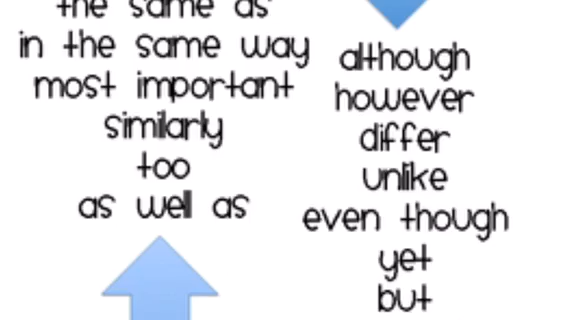 the same as
in the same way
most important
similarly
too
as well as
although
however
differ
unlike
even though
yet
but